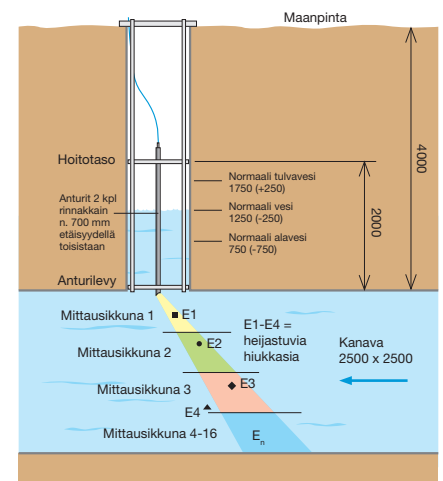 Maanpinta
4000
Hoitotaso
Normaali tulvavesi
1750 (+250)
Anturit 2 kpl
rinnakkain
n. 700 mm
etäisyydellä
toisistaan
Normaali vesi
1250 (-250)
2000
Normaali alavesi
750 (-750)
Anturilevy
Mittausikkuna 1
E1
E1-E4 =
heijastuvia
hiukkasia
Kanava
2500 x 2500
Mittausikkuna 2
E2
Mittausikkuna 3
E3
E4
Mittausikkuna 4-16
En